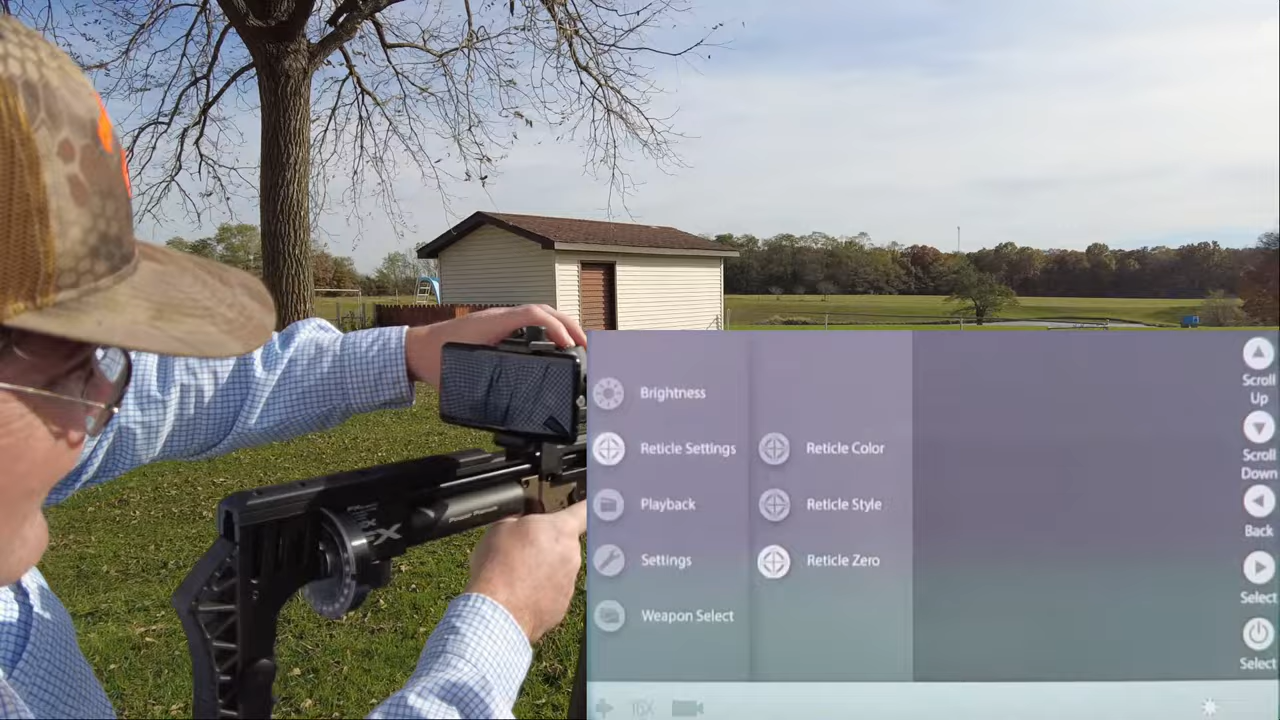 Brightness
Reticle Settings
Playback
Settings
Weapon Select
Reticle Color
Reticle Style
Reticle Zero
Scroll
Up
Scroll
Down
Back
Select
Select
16X
FX